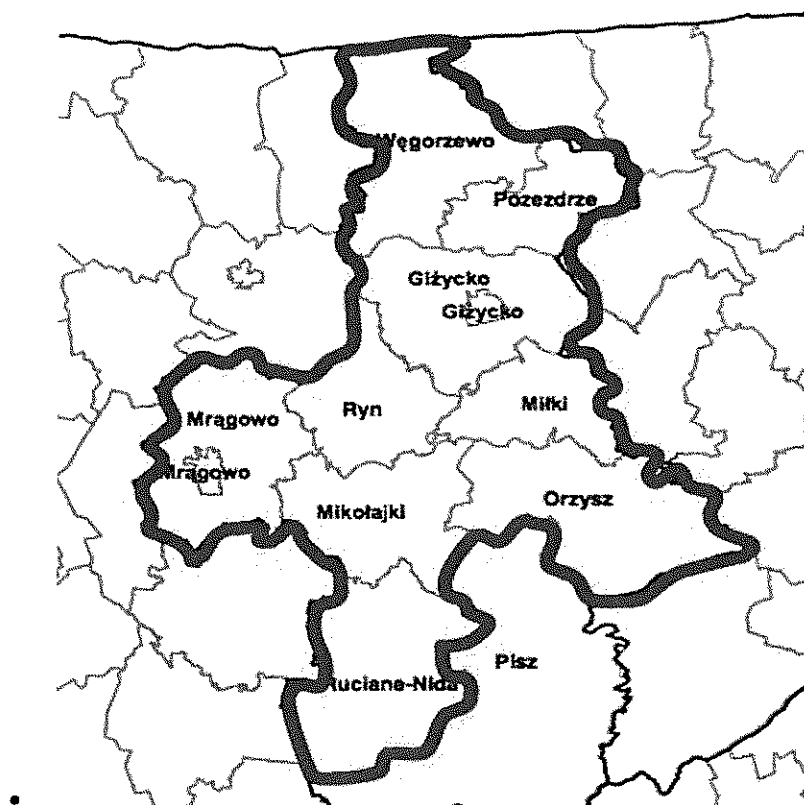 Węgorzewo
Pozezdrze
Giżycko
Giżycko
Mrągowo
Ryn
Miłki
Mrągowo
Mikołajki
Orzysz
Ruciane-Nida
Pisz